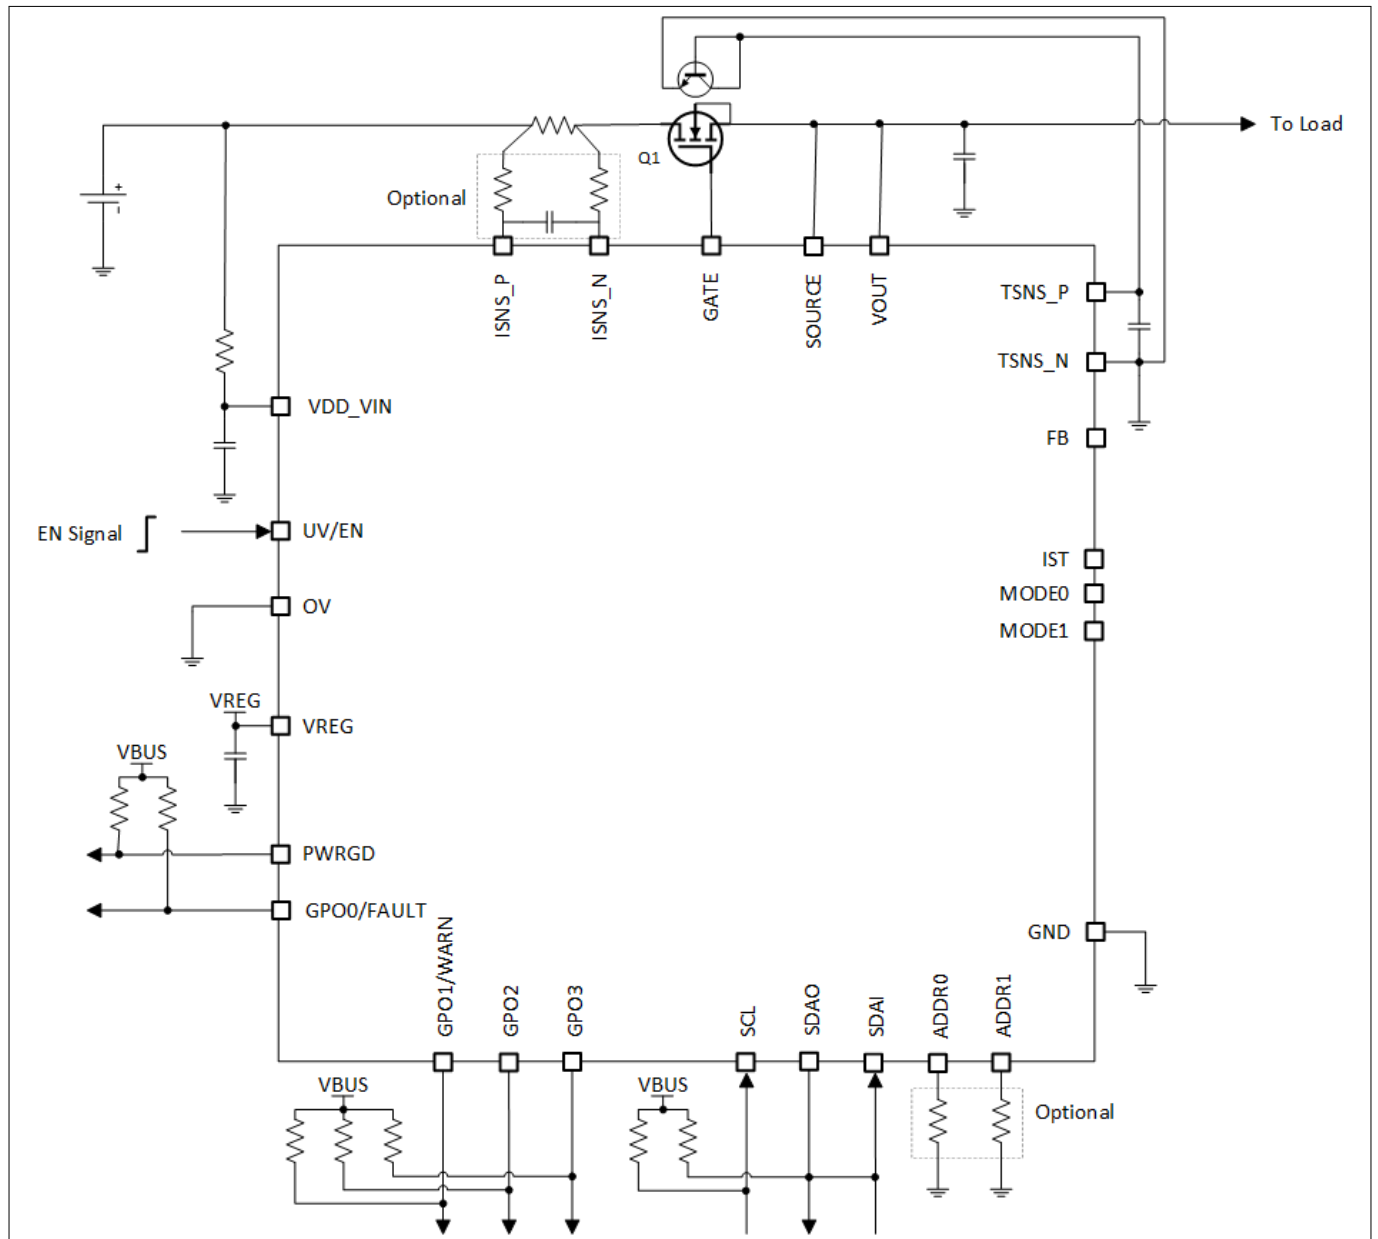 To Load
Q1
Optional
+
-
ISNS_P
ISNS_N
GATE
SOURCE
VOUT
TSNS_P
TSNS_N
VDD_VIN
FB
EN Signal
UV/EN
IST
MODE0
MODE1
OV
VREG
VREG
VBUS
PWRGD
GPO0/FAULT
GND
GPO1/WARN
GPO2
GPO3
SCL
SDAO
SDAI
ADDR0
ADDR1
VBUS
VBUS
Optional